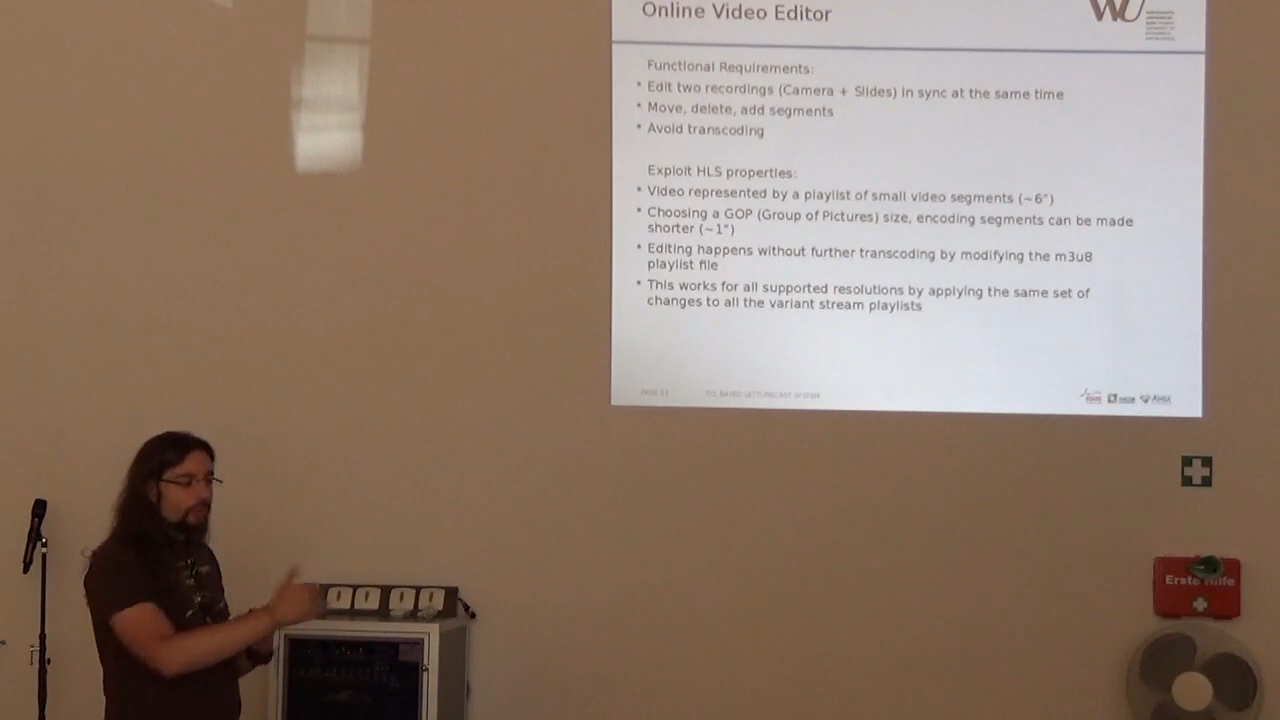 Online Video Editor
WU
Functional Requirements:
* Edit two recordings (Camera + Slides) in sync at the same time
* Move, delete, add segments
* Avoid transcoding
Exploit HLS properties:
* Video represented by a playlist of small video segments (~6")
* Choosing a GOP (Group of Pictures) size, encoding segments can be made
shorter (~1")
* Editing happens without further transcoding by modifying the m3u8
playlist file
* This works for all supported resolutions by applying the same set of
changes to all the variant stream playlists
Erste Hilfe